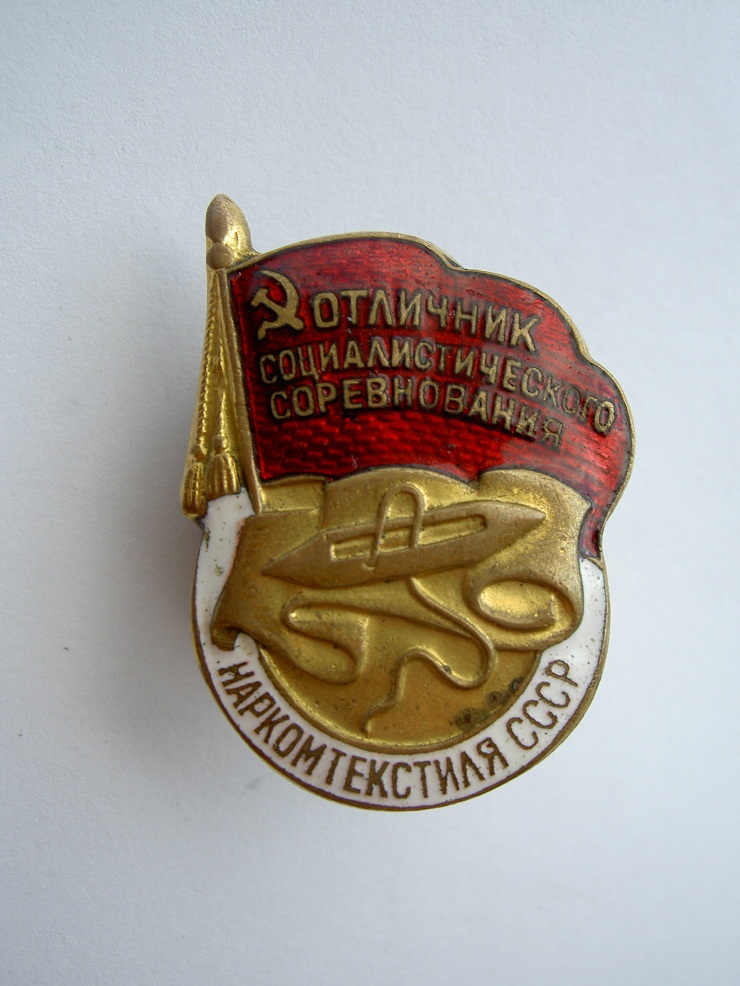 ОТЛИЧНИК
СОЦИАЛИСТИЧЕСКОГО
СОРЕВНОВАНИЯ
НАРКОМТЕКСТИЛЯ СССР